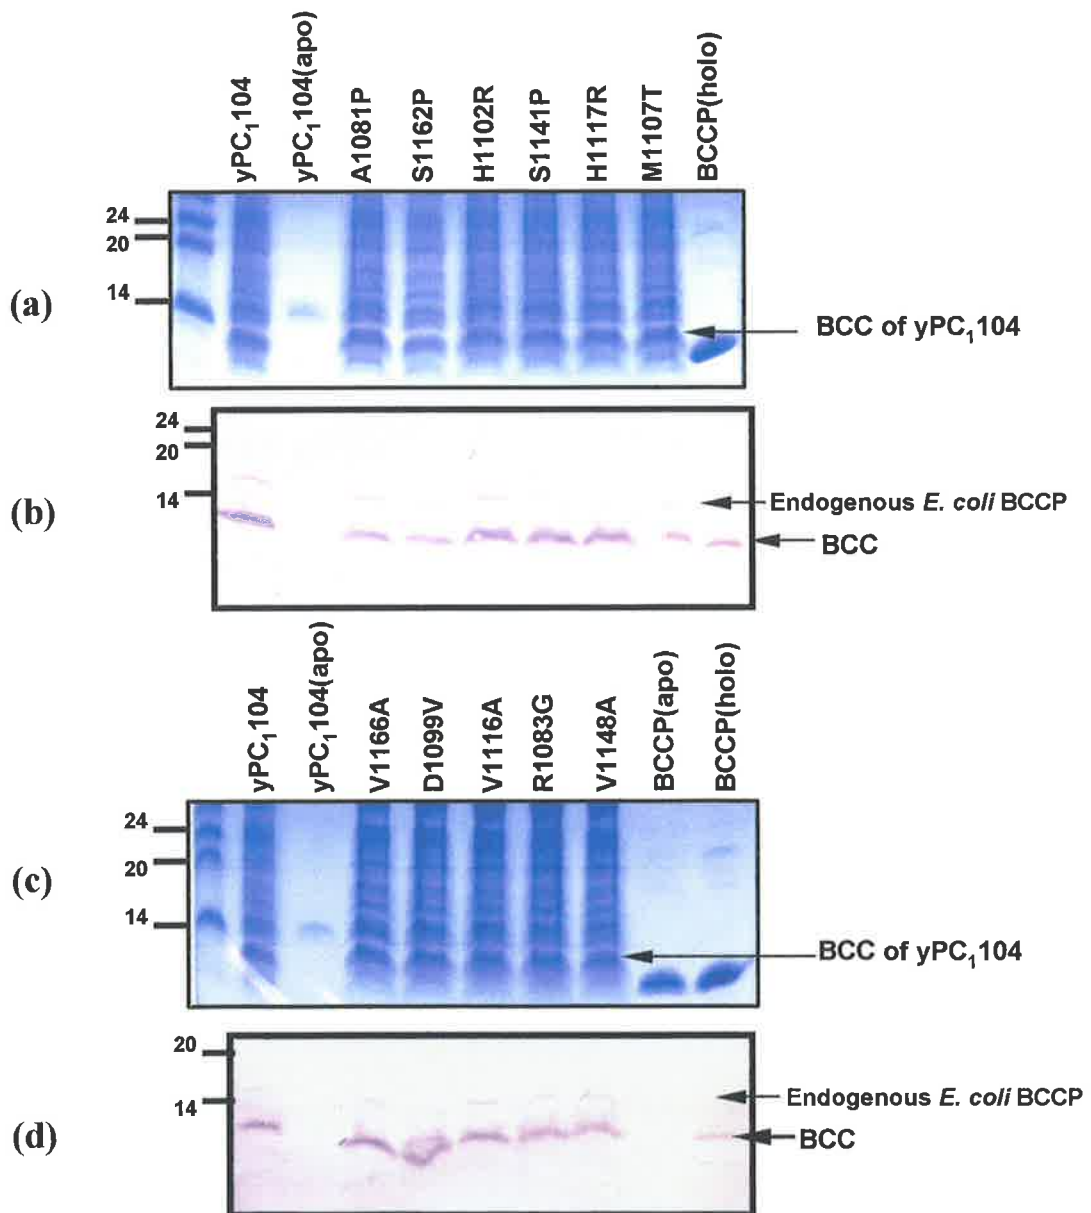 yPC₁104
yPC₁104(apo)
A1081P
S1162P
H1102R
S1141P
H1117R
M1107T
BCCP(holo)
24
20
14
(a)
BCC of yPC₁104
24
20
14
(b)
Endogenous E. coli BCCP
BCC
yPC₁104
yPC₁104(apo)
V1166A
D1099V
V1116A
R1083G
V1148A
BCCP(apo)
BCCP(holo)
24
20
14
(c)
BCC of yPC₁104
20
14
(d)
Endogenous E. coli BCCP
BCC